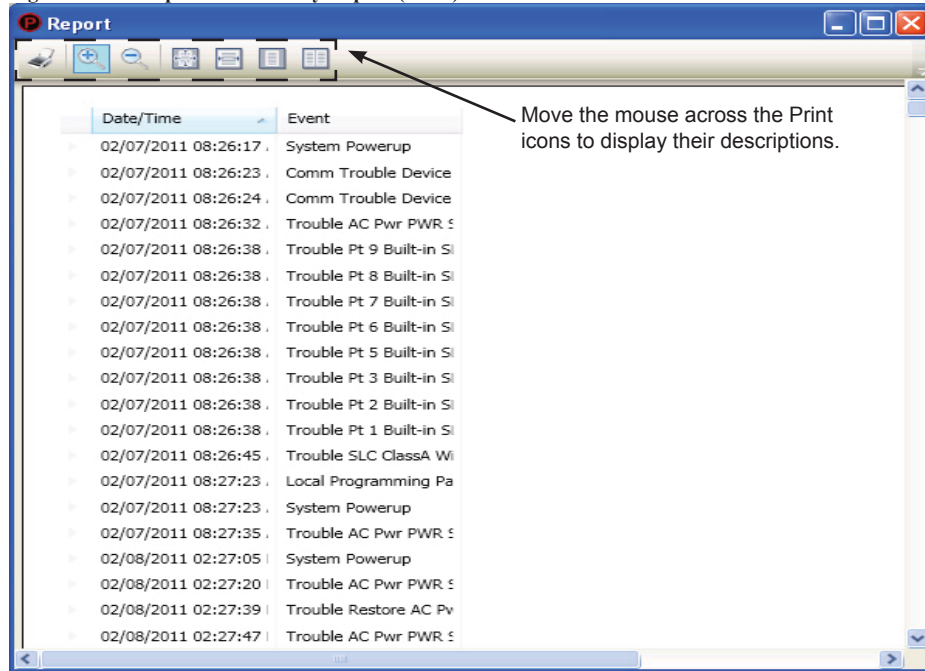 Report
Move the mouse across the Print
icons to display their descriptions.
Date/Time Event
02/07/2011 08:26:17 System Powerup
02/07/2011 08:26:23 Comm Trouble Device
02/07/2011 08:26:24 Comm Trouble Device
02/07/2011 08:26:32 Trouble AC Pwr PWR
02/07/2011 08:26:38 Trouble Pt 9 Built-in
02/07/2011 08:26:38 Trouble Pt 8 Built-in
02/07/2011 08:26:38 Trouble Pt 7 Built-in
02/07/2011 08:26:38 Trouble Pt 6 Built-in
02/07/2011 08:26:38 Trouble Pt 5 Built-in
02/07/2011 08:26:38 Trouble Pt 3 Built-in
02/07/2011 08:26:38 Trouble Pt 2 Built-in
02/07/2011 08:26:38 Trouble Pt 1 Built-in
02/07/2011 08:26:45 Trouble SLC ClassA Wi
02/07/2011 08:27:23 Local Programming Pa
02/07/2011 08:27:23 System Powerup
02/07/2011 08:27:35 Trouble AC Pwr PWR
02/08/2011 02:27:05 System Powerup
02/08/2011 02:27:20 Trouble AC Pwr PWR
02/08/2011 02:27:39 Trouble Restore AC
02/08/2011 02:27:47 Trouble AC Pwr PWR